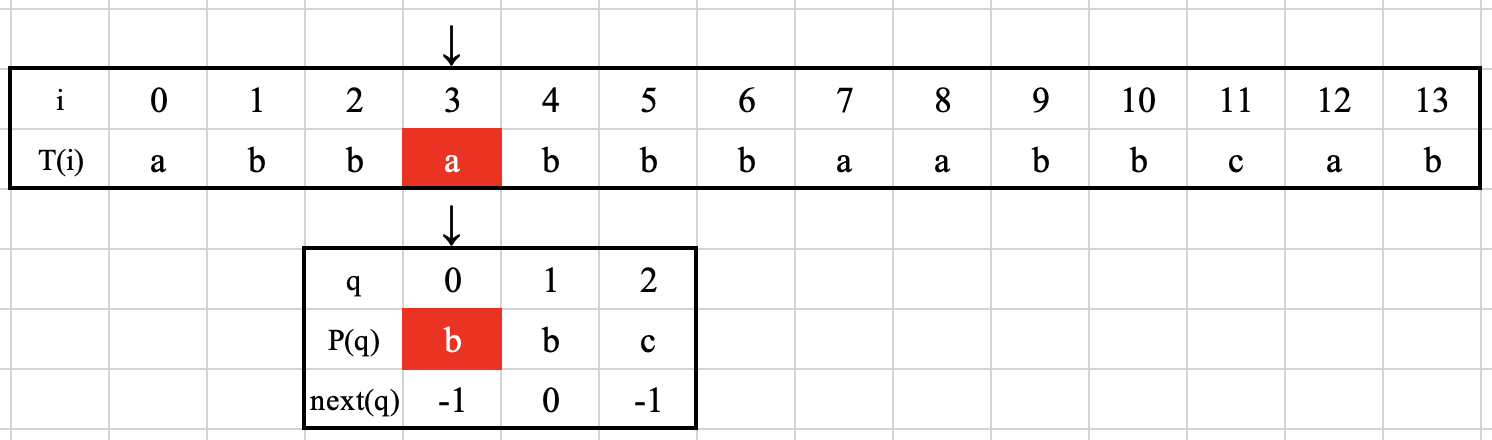 ↓
i 0 1 2 3 4 5 6 7 8 9 10 11 12 13
T(i) a b b a b b b a a b b c a b
↓
q 0 1 2
P(q) b b c
next(q) -1 0 -1